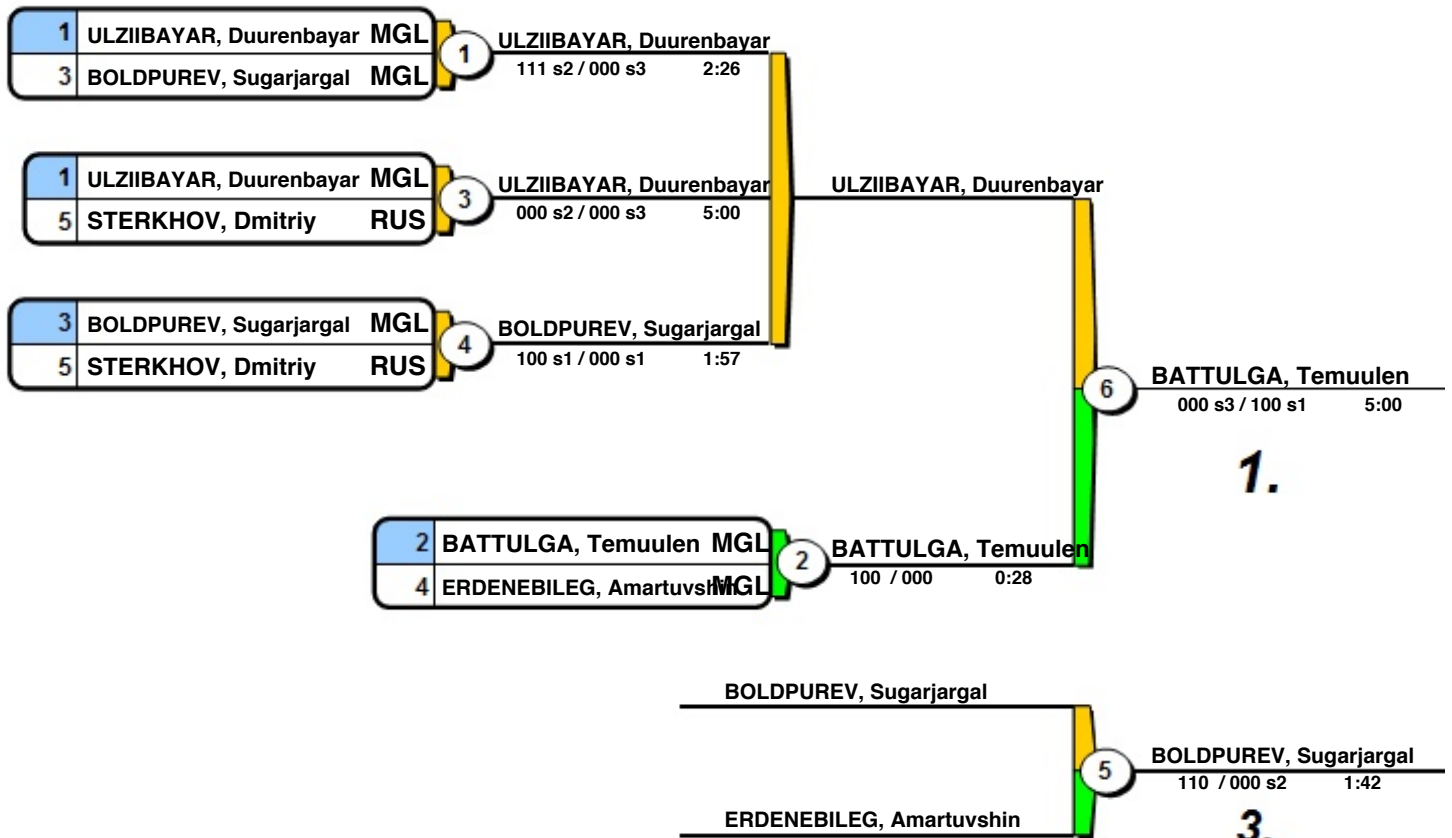 1 ULZIIBAYAR, Duurenbayar MGL
3 BOLDPUREV, Sugarjargal MGL
1
ULZIIBAYAR, Duurenbayar
111 s2 / 000 s3 2:26
1 ULZIIBAYAR, Duurenbayar MGL
5 STERKHOV, Dmitriy RUS
3
ULZIIBAYAR, Duurenbayar
000 s2 / 000 s3 5:00
ULZIIBAYAR, Duurenbayar
3 BOLDPUREV, Sugarjargal MGL
5 STERKHOV, Dmitriy RUS
4
BOLDPUREV, Sugarjargal
100 s1 / 000 s1 1:57
6
BATTULGA, Temuulen
000 s3 / 100 s1 5:00
1.
2 BATTULGA, Temuulen MGL
4 ERDENEBILEG, Amartuvshin MGL
2
BATTULGA, Temuulen
100 / 000 0:28
BOLDPUREV, Sugarjargal
5
BOLDPUREV, Sugarjargal
110 / 000 s2 1:42
ERDENEBILEG, Amartuvshin
3.